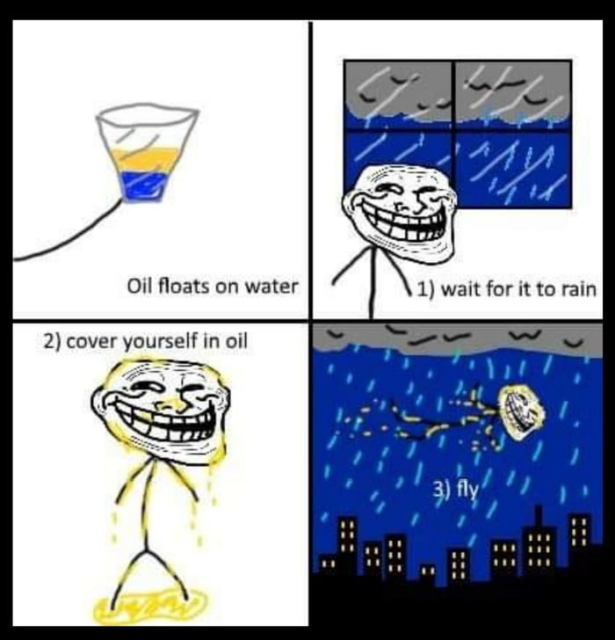 Oil floats on water
1) wait for it to rain
2) cover yourself in oil
3) fly